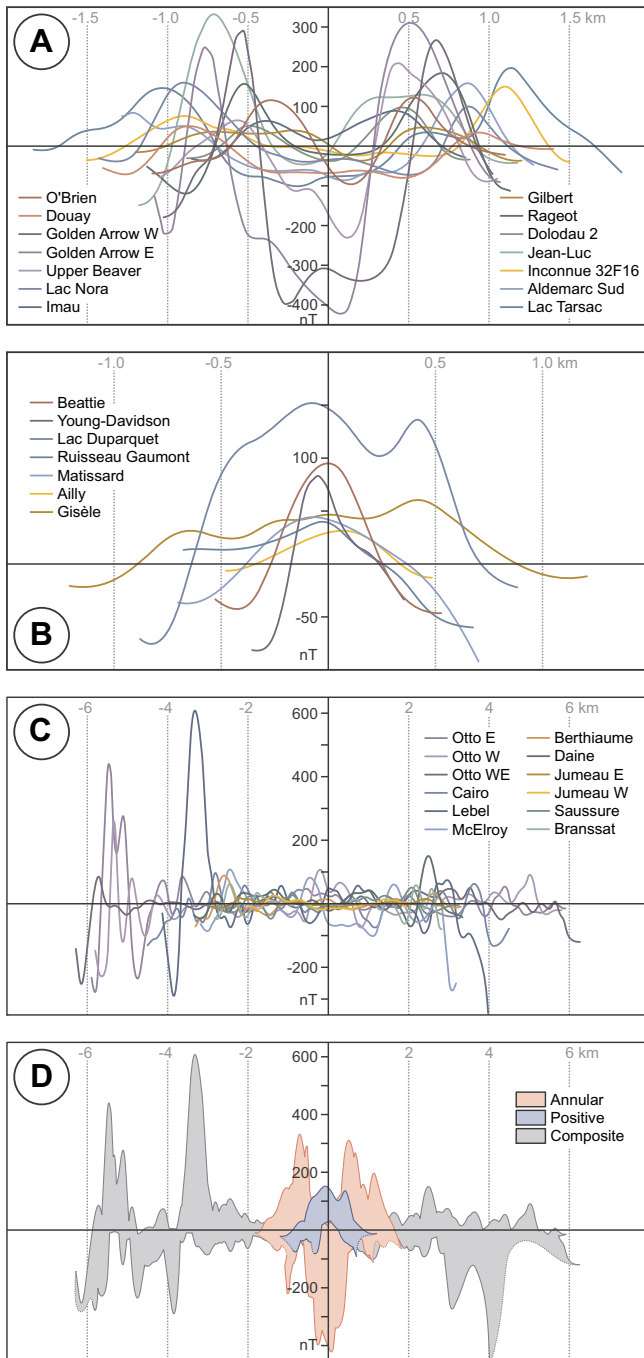 A
-1.5 -1.0 -0.5 0.5 1.0 1.5 km
300
200
100
-200
-300
-400
nT
O'Brien
Douay
Golden Arrow W
Golden Arrow E
Upper Beaver
Lac Nora
Imau
Gilbert
Rageot
Dolodau 2
Jean-Luc
Inconnue 32F16
Aldemarc Sud
Lac Tarsac
B
-1.0 -0.5 0.5 1.0 km
100
-50
nT
Beattie
Young-Davidson
Lac Duparquet
Ruisseau Gaumont
Matissard
Ailly
Gisèle
C
-6 -4 -2 2 4 6 km
600
400
200
-200
nT
Otto E
Otto W
Otto WE
Cairo
Lebel
McElroy
Berthiaume
Daine
Jumeau E
Jumeau W
Saussure
Branssat
D
-6 -4 -2 2 4 6 km
600
400
200
-200
nT
Annular
Positive
Composite